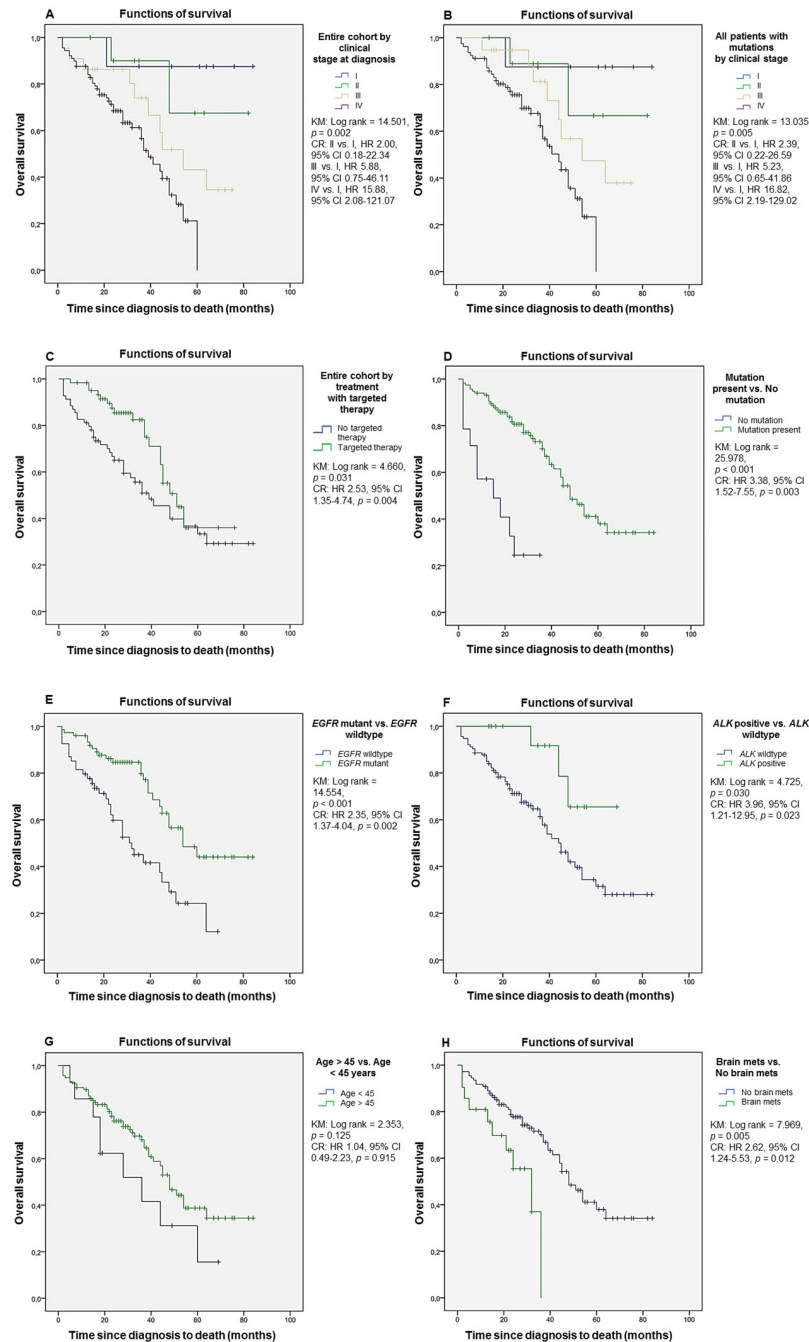 A
Functions of survival
Overall survival
1,0
0,8
0,6
0,4
0,2
0,0
0
20
40
60
80
100
Time since diagnosis to death (months)
Entire cohort by
clinical
stage at diagnosis
I
II
III
IV
KM: Log rank = 14.501,
p = 0.002
CR: II vs. I, HR 2.00,
95% CI 0.18-22.34
III vs. I, HR 5.88,
95% CI 0.75-46.11
IV vs. I, HR 15.88,
95% CI 2.08-121.07
B
Functions of survival
Overall survival
1,0
0,8
0,6
0,4
0,2
0,0
0
20
40
60
80
100
Time since diagnosis to death (months)
All patients with
mutations
by clinical stage
I
II
III
IV
KM: Log rank = 13.035
p = 0.005
CR: II vs. I, HR 2.39,
95% CI 0.22-26.59
III vs. I, HR 5.23,
95% CI 0.65-41.86
IV vs. I, HR 16.82,
95% CI 2.19-129.02
C
Functions of survival
Overall survival
1,0
0,8
0,6
0,4
0,2
0,0
0
20
40
60
80
100
Time since diagnosis to death (months)
Entire cohort by
treatment
with targeted
therapy
No targeted
therapy
Targeted therapy
KM: Log rank = 4.660,
p = 0.031
CR: HR 2.53, 95% CI
1.35-4.74, p = 0.004
D
Functions of survival
Overall survival
1,0
0,8
0,6
0,4
0,2
0,0
0
20
40
60
80
100
Time since diagnosis to death (months)
Mutation
present vs. No
mutation
No mutation
Mutation present
KM: Log rank =
25.978,
p < 0.001
CR: HR 3.38, 95% CI
1.52-7.55, p = 0.003
E
Functions of survival
Overall survival
1,0
0,8
0,6
0,4
0,2
0,0
0
20
40
60
80
100
Time since diagnosis to death (months)
EGFR mutant vs. EGFR
wildtype
EGFR wildtype
EGFR mutant
KM: Log rank =
14.554,
p < 0.001
CR: HR 2.35, 95% CI
1.37-4.04, p = 0.002
F
Functions of survival
Overall survival
1,0
0,8
0,6
0,4
0,2
0,0
0
20
40
60
80
100
Time since diagnosis to death (months)
ALK positive vs. ALK
wildtype
ALK wildtype
ALK positive
KM: Log rank = 4.725,
p = 0.030
CR: HR 3.96, 95% CI
1.21-12.95, p = 0.023
G
Functions of survival
Overall survival
1,0
0,8
0,6
0,4
0,2
0,0
0
20
40
60
80
100
Time since diagnosis to death (months)
Age > 45 vs. Age
< 45 years
Age < 45
Age > 45
KM: Log rank = 2.353,
p = 0.125
CR: HR 1.04, 95% CI
0.49-2.23, p = 0.915
H
Functions of survival
Overall survival
1,0
0,8
0,6
0,4
0,2
0,0
0
20
40
60
80
100
Time since diagnosis to death (months)
Brain mets vs.
No brain mets
No brain mets
Brain mets
KM: Log rank = 7.969,
p = 0.005
CR: HR 2.62, 95% CI
1.24-5.53, p = 0.012